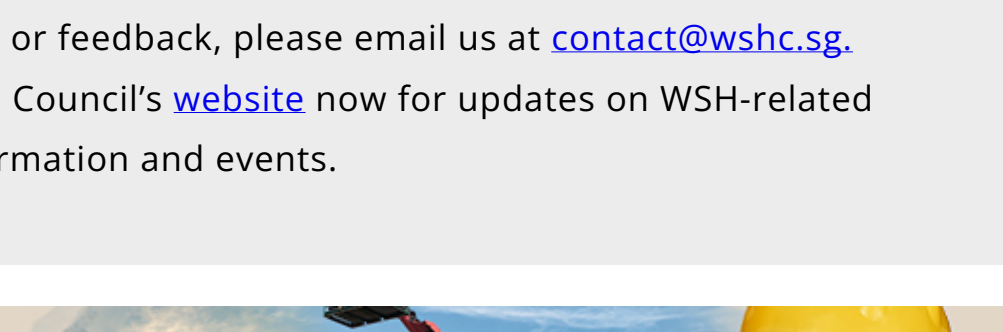 or feedback, please email us at contact@wshc.sg.
Council’s website now for updates on WSH-related
rmation and events.